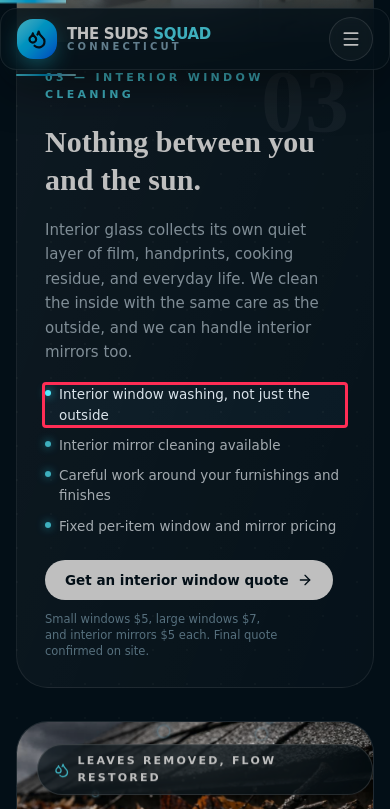 THE SUDS SQUAD
CONNECTICUT
03 — INTERIOR WINDOW
CLEANING
03
Nothing between you
and the sun.
Interior glass collects its own quiet
layer of film, handprints, cooking
residue, and everyday life. We clean
the inside with the same care as the
outside, and we can handle interior
mirrors too.
Interior window washing, not just the
outside
Interior mirror cleaning available
Careful work around your furnishings and
finishes
Fixed per-item window and mirror pricing
Get an interior window quote →
Small windows $5, large windows $7,
and interior mirrors $5 each. Final quote
confirmed on site.
LEAVES REMOVED, FLOW
RESTORED